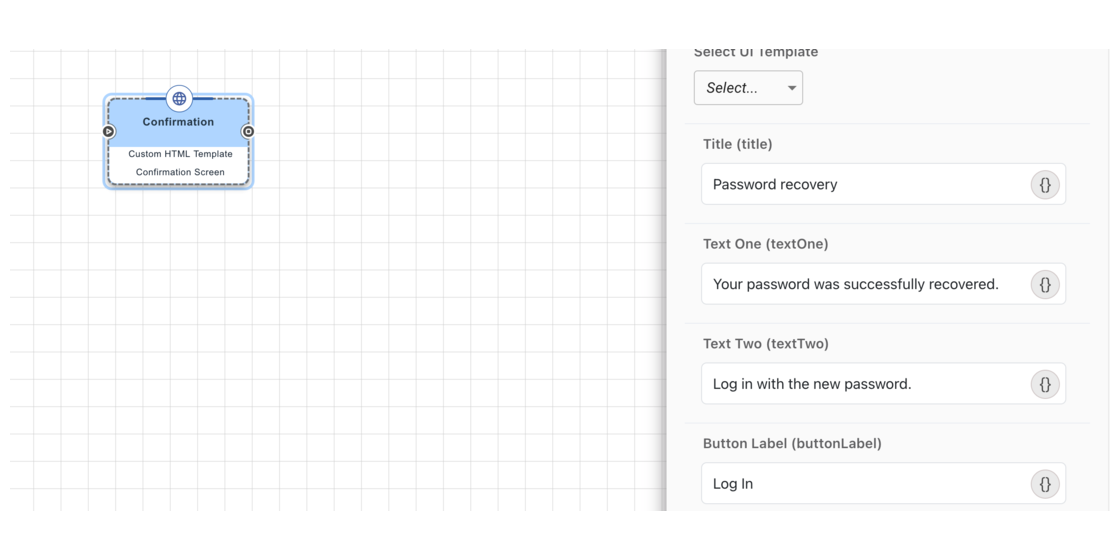 Select UI Template
Select...
Confirmation
Custom HTML Template
Confirmation Screen
Title (title)
Password recovery
{}
Text One (textOne)
Your password was successfully recovered.
{}
Text Two (textTwo)
Log in with the new password.
{}
Button Label (buttonLabel)
Log In
{}